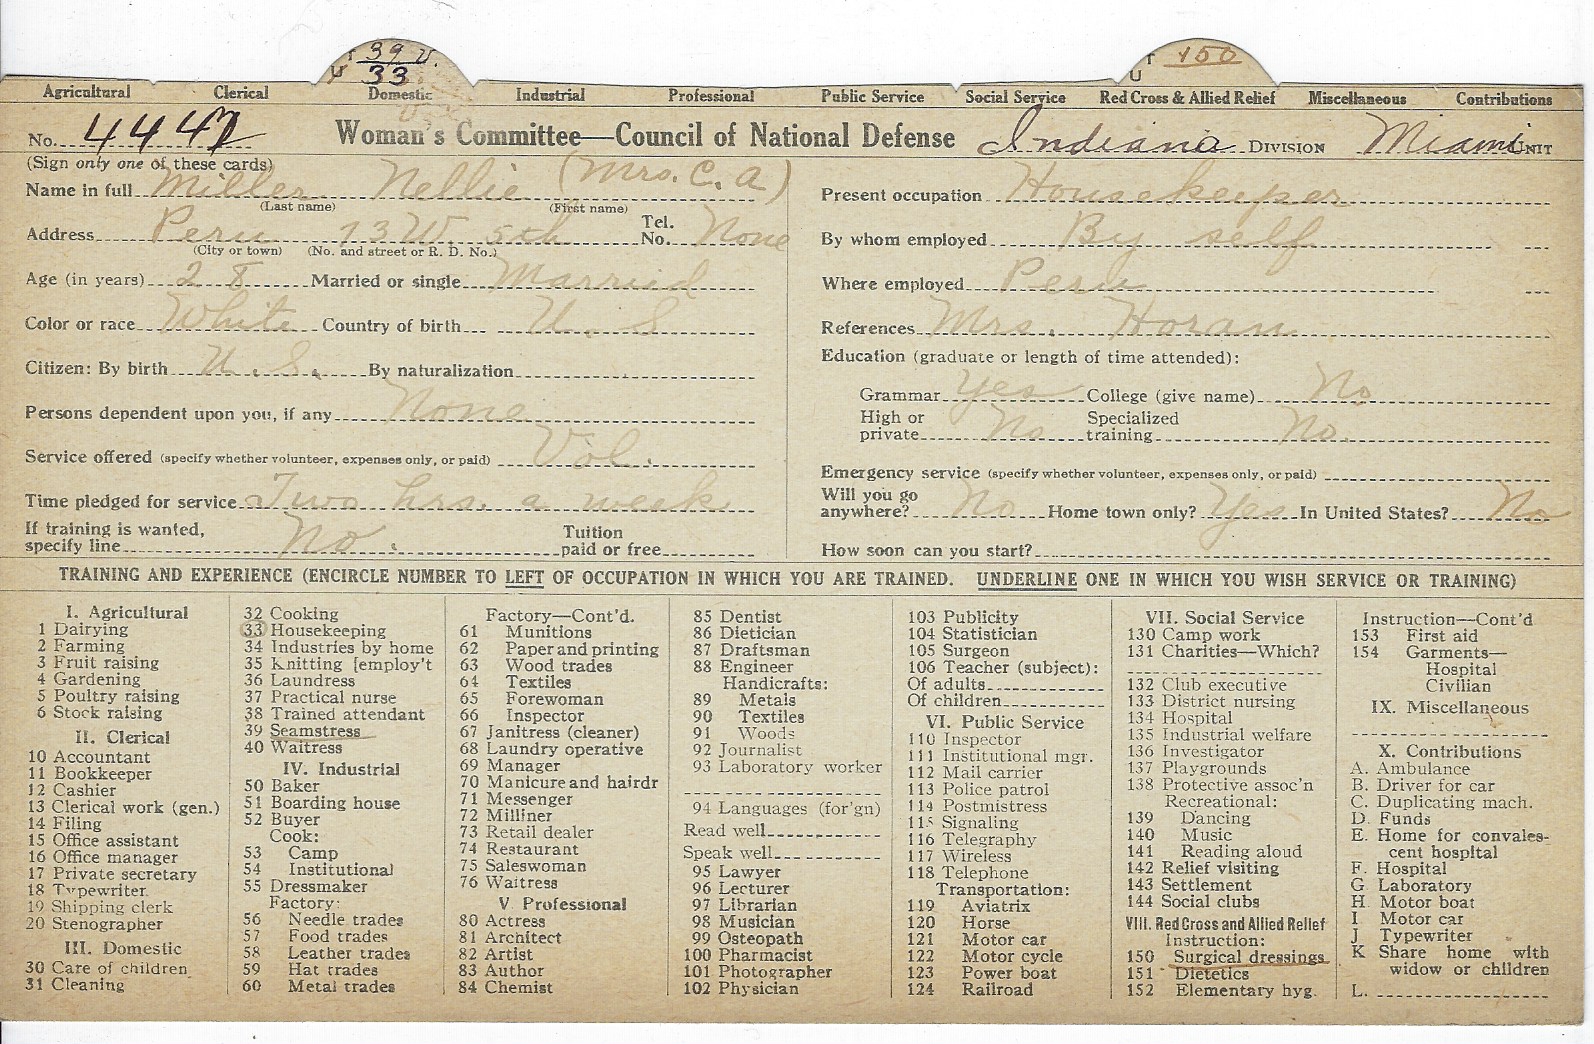 T 39 U.
U 33
T 150
U
Agricultural Clerical Domestic Industrial Professional Public Service Social Service Red Cross & Allied Relief Miscellaneous Contributions
No. 4442 Woman's Committee—Council of National Defense Indiana Division Miami Unit
(Sign only one of these cards)
Name in full Miller Nellie (Mrs. C. A)
(Last name) (First name)
Address Peru 13 W. 5th Tel. No. None
(City or town) (No. and street or R. D. No.)
Age (in years) 28 Married or single Married
Color or race White Country of birth U. S
Citizen: By birth U. S. By naturalization
Persons dependent upon you, if any None
Service offered (specify whether volunteer, expenses only, or paid) Vol.
Time pledged for service Two hrs. a week.
If training is wanted, specify line No. Tuition paid or free
Present occupation Housekeeper
By whom employed By self
Where employed Peru
References Mrs. Horan
Education (graduate or length of time attended):
Grammar Yes College (give name) No
High or private No Specialized training No.
Emergency service (specify whether volunteer, expenses only, or paid)
Will you go anywhere? No Home town only? Yes In United States? No
How soon can you start?
TRAINING AND EXPERIENCE (ENCIRCLE NUMBER TO LEFT OF OCCUPATION IN WHICH YOU ARE TRAINED. UNDERLINE ONE IN WHICH YOU WISH SERVICE OR TRAINING)
I. Agricultural
1 Dairying
2 Farming
3 Fruit raising
4 Gardening
5 Poultry raising
6 Stock raising
II. Clerical
10 Accountant
11 Bookkeeper
12 Cashier
13 Clerical work (gen.)
14 Filing
15 Office assistant
16 Office manager
17 Private secretary
18 Typewriter
19 Shipping clerk
20 Stenographer
III. Domestic
30 Care of children
31 Cleaning
32 Cooking
33 Housekeeping
34 Industries by home
35 Knitting [employ't
36 Laundress
37 Practical nurse
38 Trained attendant
39 Seamstress
40 Waitress
IV. Industrial
50 Baker
51 Boarding house
52 Buyer
Cook:
53 Camp
54 Institutional
55 Dressmaker
Factory:
56 Needle trades
57 Food trades
58 Leather trades
59 Hat trades
60 Metal trades
Factory—Cont'd.
61 Munitions
62 Paper and printing
63 Wood trades
64 Textiles
65 Forewoman
66 Inspector
67 Janitress (cleaner)
68 Laundry operative
69 Manager
70 Manicure and hairdr
71 Messenger
72 Milliner
73 Retail dealer
74 Restaurant
75 Saleswoman
76 Waitress
V Professional
80 Actress
81 Architect
82 Artist
83 Author
84 Chemist
85 Dentist
86 Dietician
87 Draftsman
88 Engineer
Handicrafts:
89 Metals
90 Textiles
91 Woods
92 Journalist
93 Laboratory worker
94 Languages (for'gn)
Read well
Speak well
95 Lawyer
96 Lecturer
97 Librarian
98 Musician
99 Osteopath
100 Pharmacist
101 Photographer
102 Physician
103 Publicity
104 Statistician
105 Surgeon
106 Teacher (subject):
Of adults
Of children
VI. Public Service
110 Inspector
111 Institutional mgr.
112 Mail carrier
113 Police patrol
114 Postmistress
115 Signaling
116 Telegraphy
117 Wireless
118 Telephone
Transportation:
119 Aviatrix
120 Horse
121 Motor car
122 Motor cycle
123 Power boat
124 Railroad
VII. Social Service
130 Camp work
131 Charities—Which?
132 Club executive
133 District nursing
134 Hospital
135 Industrial welfare
136 Investigator
137 Playgrounds
138 Protective assoc'n
Recreational:
139 Dancing
140 Music
141 Reading aloud
142 Relief visiting
143 Settlement
144 Social clubs
VIII. Red Cross and Allied Relief
Instruction:
150 Surgical dressings
151 Dietetics
152 Elementary hyg.
Instruction—Cont'd
153 First aid
154 Garments—
Hospital
Civilian
IX. Miscellaneous
X. Contributions
A. Ambulance
B. Driver for car
C. Duplicating mach.
D. Funds
E. Home for convales-
cent hospital
F. Hospital
G Laboratory
H. Motor boat
I Motor car
J Typewriter
K Share home with
widow or children
L.